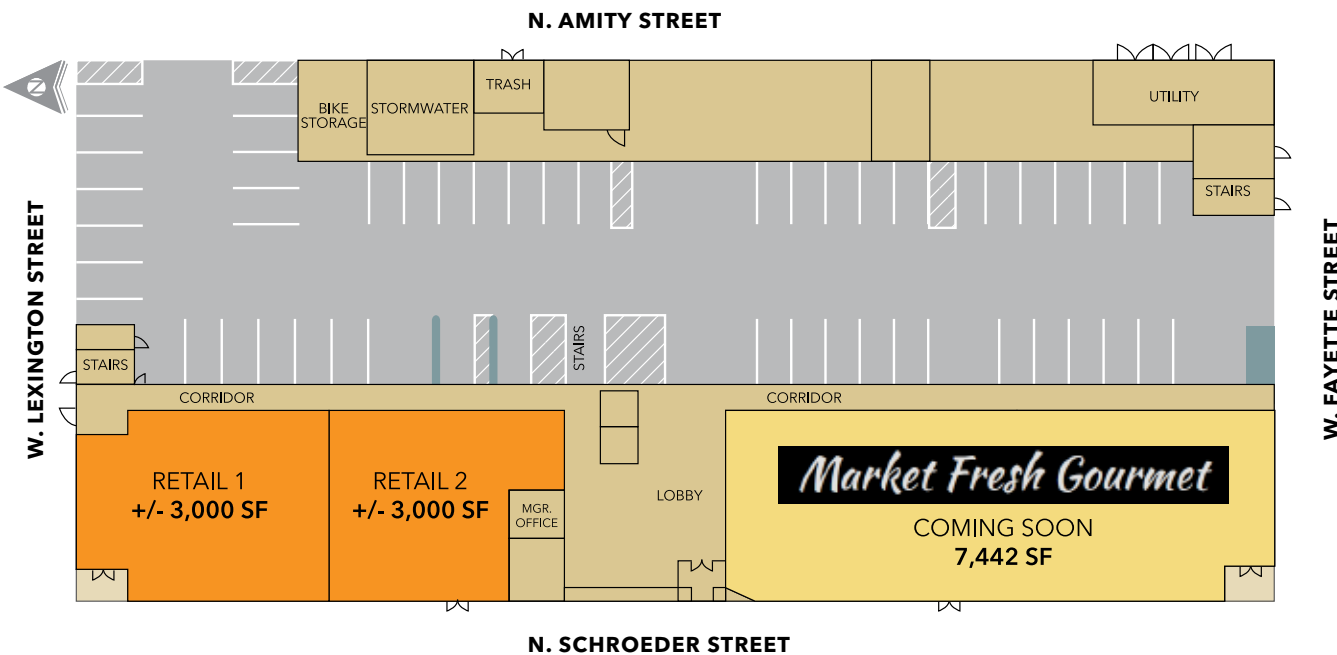 N. AMITY STREET
N
BIKE
STORAGE
STORMWATER
TRASH
UTILITY
STAIRS
W. LEXINGTON STREET
W. FAYETTE STREET
STAIRS
STAIRS
CORRIDOR
CORRIDOR
RETAIL 1
+/- 3,000 SF
RETAIL 2
+/- 3,000 SF
MGR.
OFFICE
LOBBY
Market Fresh Gourmet
COMING SOON
7,442 SF
N. SCHROEDER STREET